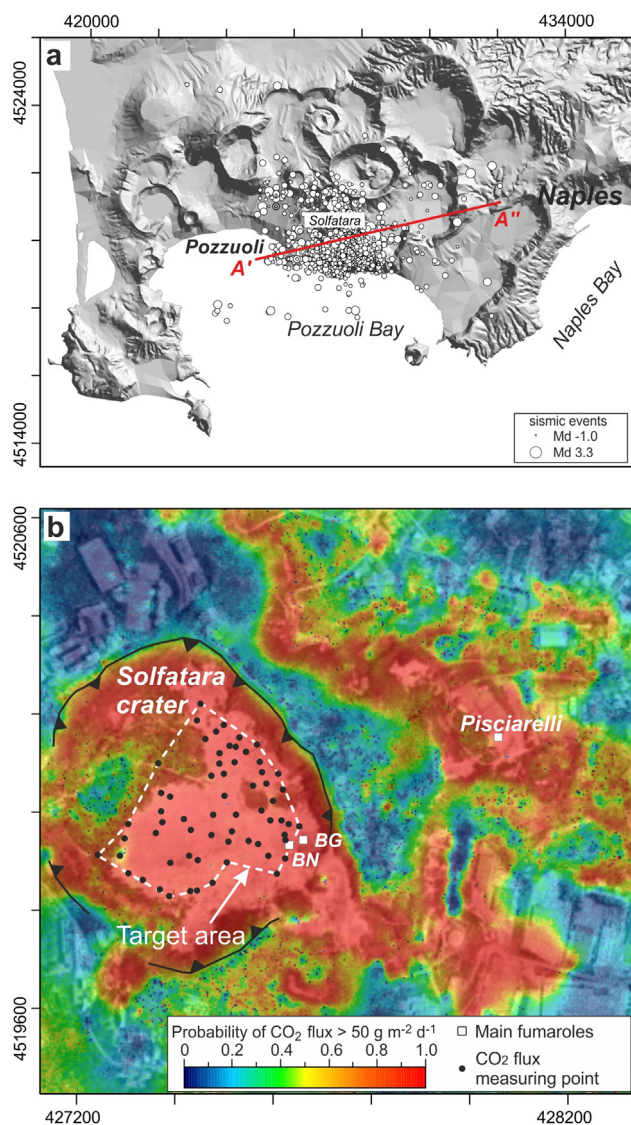 420000
434000
a
4524000
Naples
Solfatara
Pozzuoli
A'
A"
Pozzuoli Bay
Naples Bay
4514000
sismic events
Md -1.0
Md 3.3
b
4520600
Solfatara
crater
Pisciarelli
BG
BN
Target area
4519600
Probability of CO₂ flux > 50 g m⁻² d⁻¹
0 0.2 0.4 0.6 0.8 1.0
Main fumaroles
CO₂ flux
measuring point
427200
428200